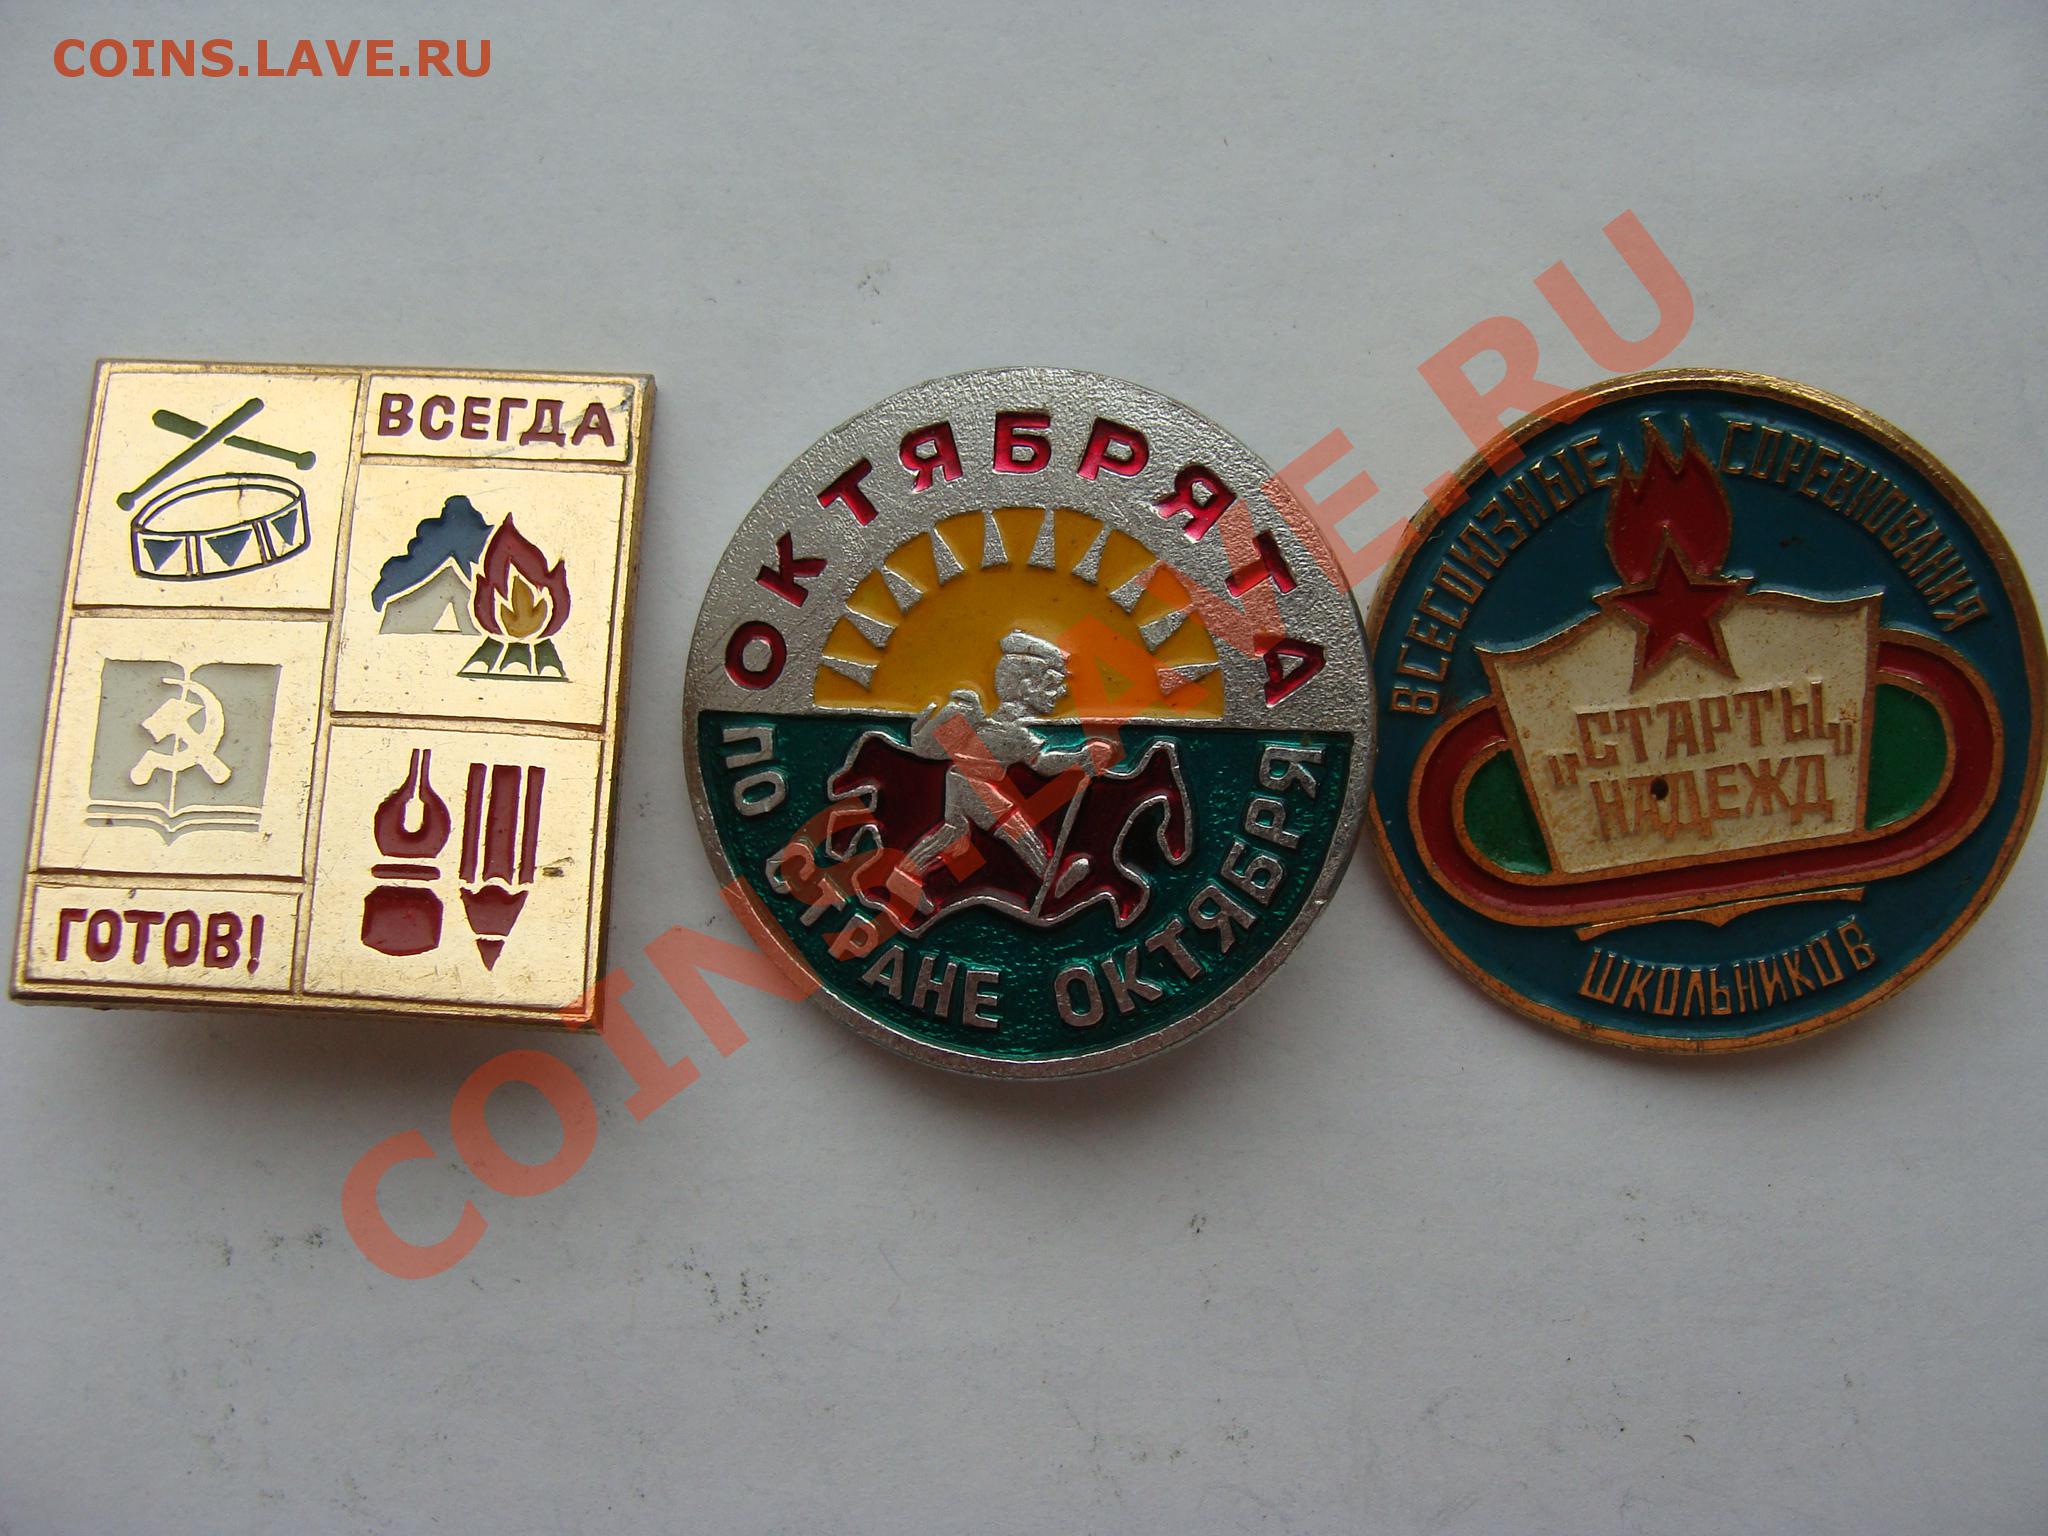 COINS.LAVE.RU
ВСЕГДА
ГОТОВ!
ОКТЯБРЯТА
ПО СТРАНЕ ОКТЯБРЯ
ВСЕСОЮЗНЫЕ СОРЕВНОВАНИЯ
„СТАРТЫ„
НАДЕЖД
ШКОЛЬНИКОВ
COINS.LAVE.RU